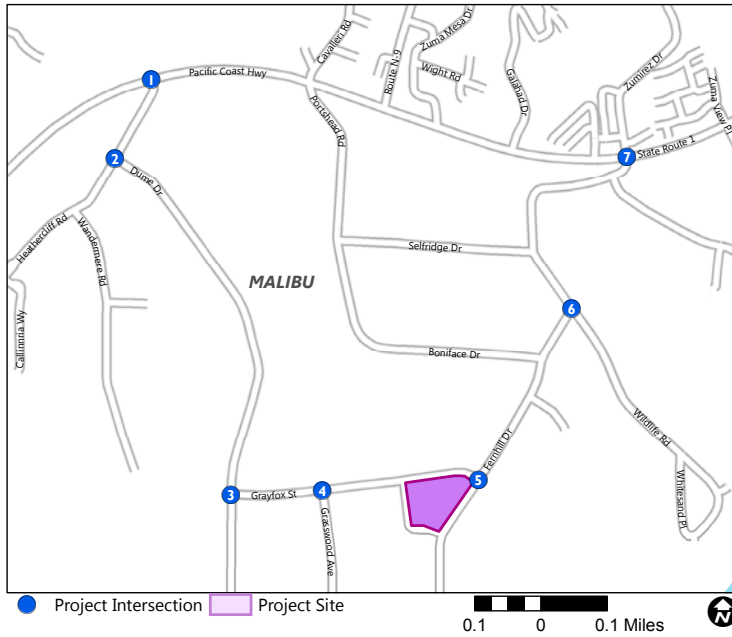 Cavalleri Rd
Route N-9
Zuma Mesa Dr
Wight Rd
Galahad Dr
Zumirez Dr
Zuma View Pl
1
Pacific Coast Hwy
Portshead Rd
7
State Route 1
2
Dume Dr
Heathercliff Rd
Wandermere Rd
Selfridge Dr
MALIBU
6
Callimria Wy
Boniface Dr
Wildlife Rd
Fernhill Dr
5
3
Grayfox St
4
Grasswood Ave
Whitesand Pl
Project Intersection
Project Site
0.1 0 0.1 Miles
N